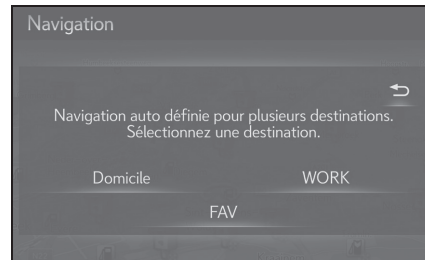 Navigation
Navigation auto définie pour plusieurs destinations.
Sélectionnez une destination.
Domicile WORK
FAV